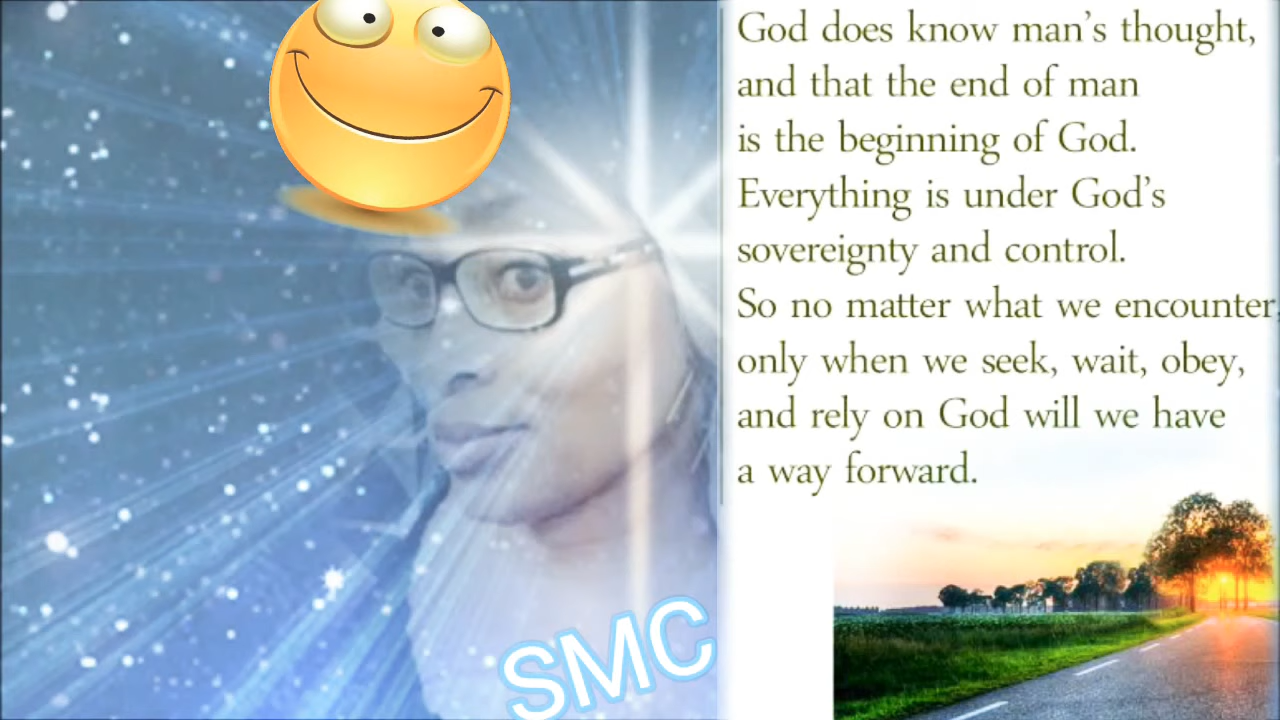 God does know man's thought,
and that the end of man
is the beginning of God.
Everything is under God's
sovereignty and control.
So no matter what we encounter,
only when we seek, wait, obey,
and rely on God will we have
a way forward.
SMC